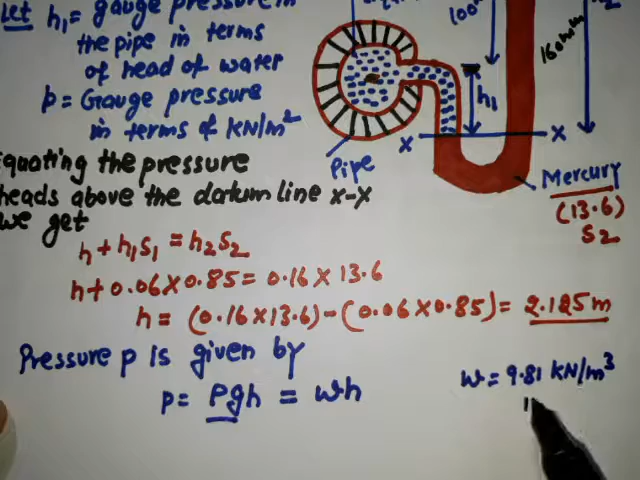 Let h₁ = gauge pressure in
the pipe in terms
of head of water
p = Gauge pressure
in terms of kN/m²
Equating the pressure
heads above the datum line x-x
we get
h + h₁s₁ = h₂s₂
h + 0.06 × 0.85 = 0.16 × 13.6
h = (0.16 × 13.6) - (0.06 × 0.85) = 2.125 m
Pressure p is given by
p = ρgh = wh
w = 9.81 kN/m³
100
160mm
h₁
X
X
Pipe
Mercury
(13.6)
S₂